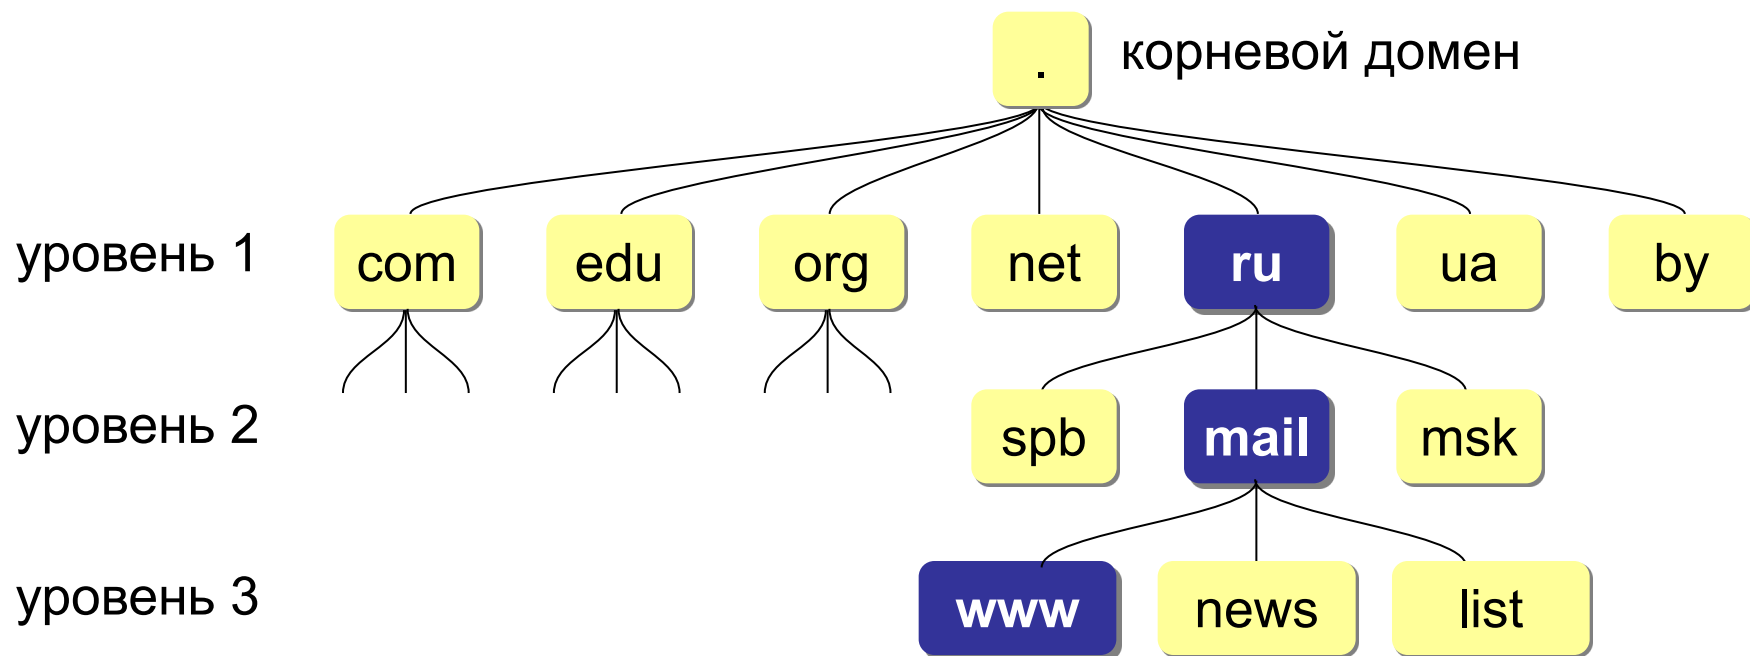 . корневой домен
уровень 1 com edu org net ru ua by
уровень 2 spb mail msk
уровень 3 www news list